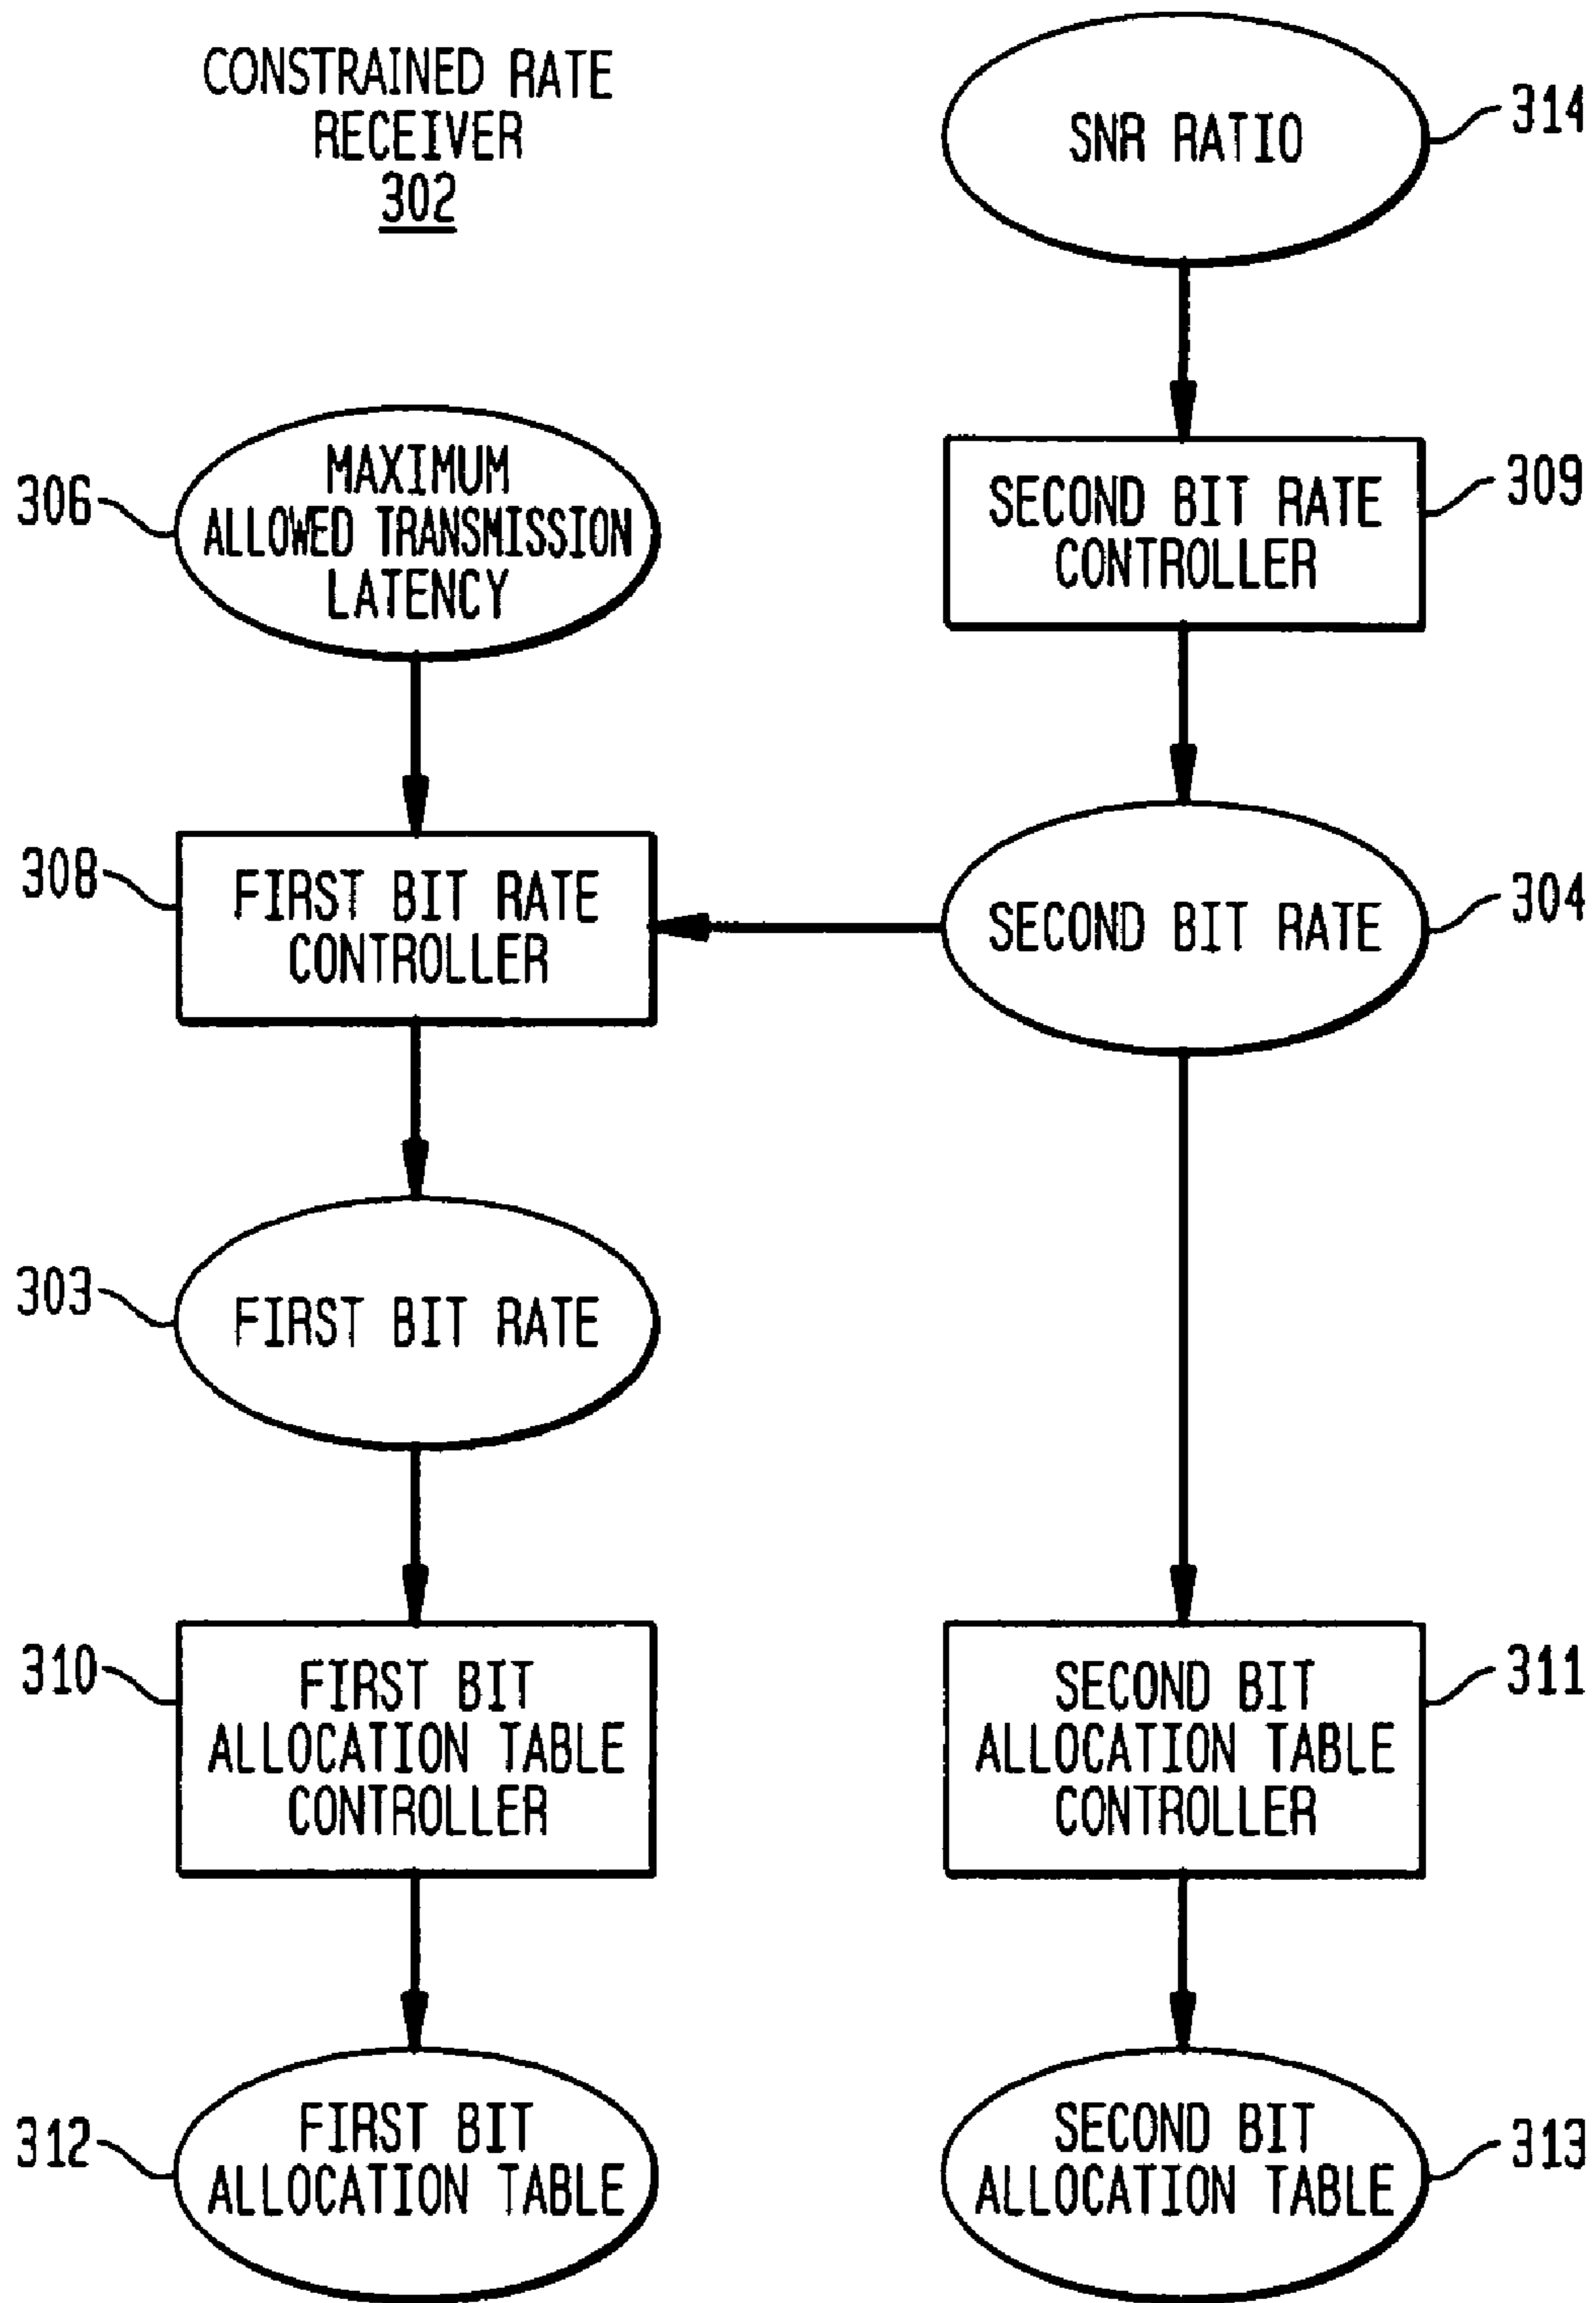 CONSTRAINED RATE
RECEIVER
302
SNR RATIO
314
306
MAXIMUM
ALLOWED TRANSMISSION
LATENCY
SECOND BIT RATE
CONTROLLER
309
308
FIRST BIT RATE
CONTROLLER
SECOND BIT RATE
304
303
FIRST BIT RATE
310
FIRST BIT
ALLOCATION TABLE
CONTROLLER
SECOND BIT
ALLOCATION TABLE
CONTROLLER
311
312
FIRST BIT
ALLOCATION TABLE
SECOND BIT
ALLOCATION TABLE
313